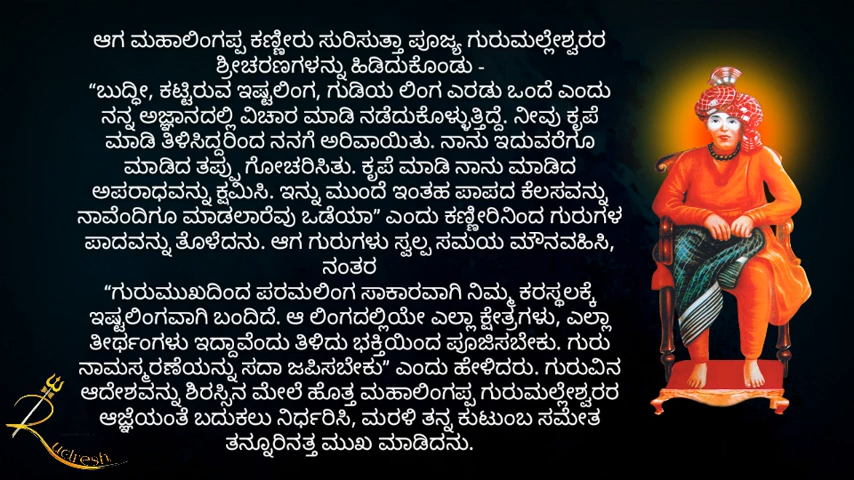 ಆಗ ಮಹಾಲಿಂಗಪ್ಪ ಕಣ್ಣೀರು ಸುರಿಸುತ್ತಾ ಪೂಜ್ಯ ಗುರುಮಲ್ಲೇಶ್ವರರ
ಶ್ರೀಚರಣಗಳನ್ನು ಹಿಡಿದುಕೊಂಡು -
“ಬುದ್ಧೀ, ಕಟ್ಟಿರುವ ಇಷ್ಟಲಿಂಗ, ಗುಡಿಯ ಲಿಂಗ ಎರಡು ಒಂದೆ ಎಂದು
ನನ್ನ ಅಜ್ಞಾನದಲ್ಲಿ ವಿಚಾರ ಮಾಡಿ ನಡೆದುಕೊಳ್ಳುತ್ತಿದ್ದೆ. ನೀವು ಕೃಪೆ
ಮಾಡಿ ತಿಳಿಸಿದ್ದರಿಂದ ನನಗೆ ಅರಿವಾಯಿತು. ನಾನು ಇದುವರೆಗೂ
ಮಾಡಿದ ತಪ್ಪು ಗೋಚರಿಸಿತು. ಕೃಪೆ ಮಾಡಿ ನಾನು ಮಾಡಿದ
ಅಪರಾಧವನ್ನು ಕ್ಷಮಿಸಿ. ಇನ್ನು ಮುಂದೆ ಇಂತಹ ಪಾಪದ ಕೆಲಸವನ್ನು
ನಾವೆಂದಿಗೂ ಮಾಡಲಾರೆವು ಒಡೆಯಾ” ಎಂದು ಕಣ್ಣೀರಿನಿಂದ ಗುರುಗಳ
ಪಾದವನ್ನು ತೊಳೆದನು. ಆಗ ಗುರುಗಳು ಸ್ವಲ್ಪ ಸಮಯ ಮೌನವಹಿಸಿ,
ನಂತರ
“ಗುರುಮುಖದಿಂದ ಪರಮಲಿಂಗ ಸಾಕಾರವಾಗಿ ನಿಮ್ಮ ಕರಸ್ಥಲಕ್ಕೆ
ಇಷ್ಟಲಿಂಗವಾಗಿ ಬಂದಿದೆ. ಆ ಲಿಂಗದಲ್ಲಿಯೇ ಎಲ್ಲಾ ಕ್ಷೇತ್ರಗಳು, ಎಲ್ಲಾ
ತೀರ್ಥಂಗಳು ಇದ್ದಾವೆಂದು ತಿಳಿದು ಭಕ್ತಿಯಿಂದ ಪೂಜಿಸಬೇಕು. ಗುರು
ನಾಮಸ್ಮರಣೆಯನ್ನು ಸದಾ ಜಪಿಸಬೇಕು” ಎಂದು ಹೇಳಿದರು. ಗುರುವಿನ
ಆದೇಶವನ್ನು ಶಿರಸ್ಸಿನ ಮೇಲೆ ಹೊತ್ತ ಮಹಾಲಿಂಗಪ್ಪ ಗುರುಮಲ್ಲೇಶ್ವರರ
ಆಜ್ಞೆಯಂತೆ ಬದುಕಲು ನಿರ್ಧರಿಸಿ, ಮರಳಿ ತನ್ನ ಕುಟುಂಬ ಸಮೇತ
ತನ್ನೂರಿನತ್ತ ಮುಖ ಮಾಡಿದನು.
Rudresh